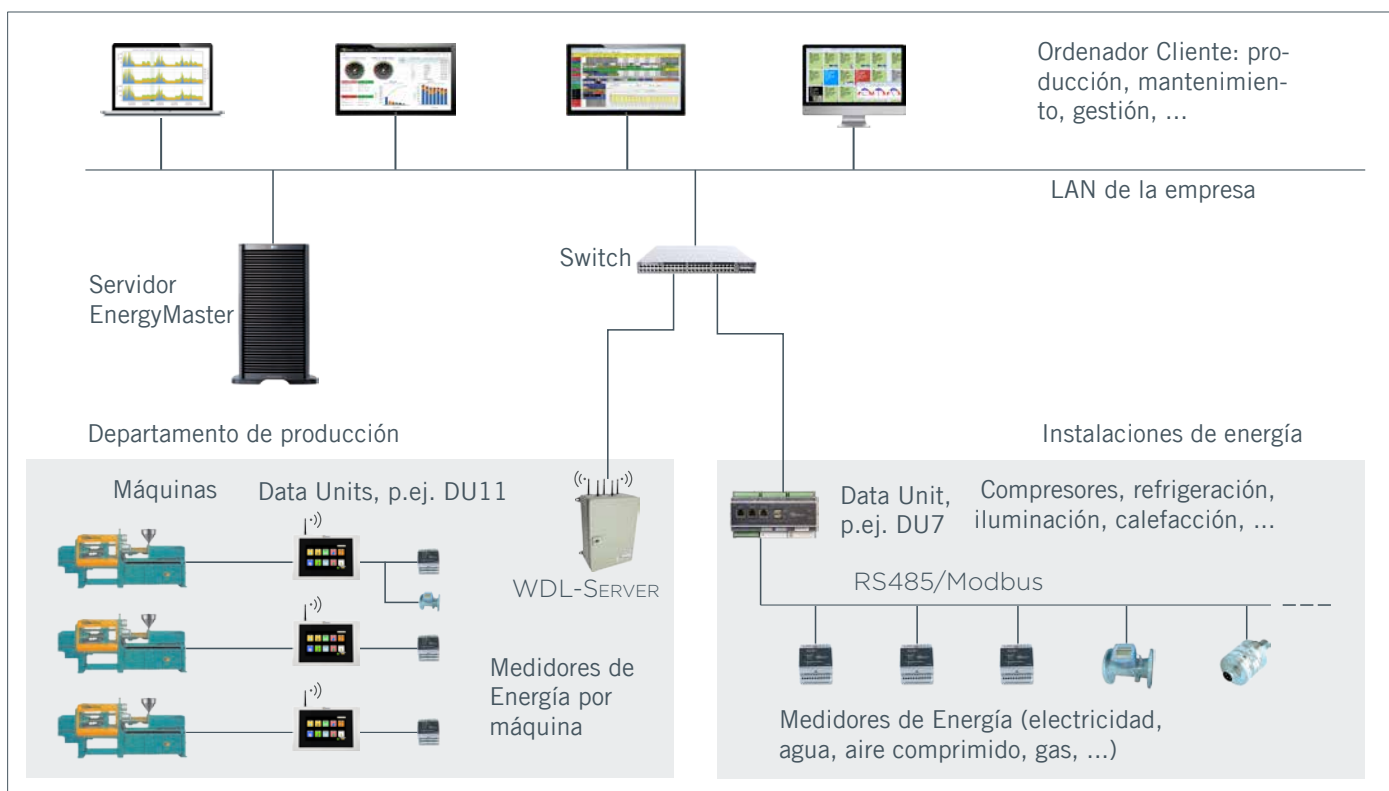 Ordenador Cliente: pro-
ducción, mantenimien-
to, gestión, ...
LAN de la empresa
Switch
Servidor
EnergyMaster
Departamento de producción
Instalaciones de energía
Máquinas
Data Units, p.ej. DU11
WDL-SERVER
Medidores de
Energía por
máquina
Data Unit,
p.ej. DU7
Compresores, refrigeración,
iluminación, calefacción, ...
RS485/Modbus
Medidores de Energía (electricidad,
agua, aire comprimido, gas, ...)